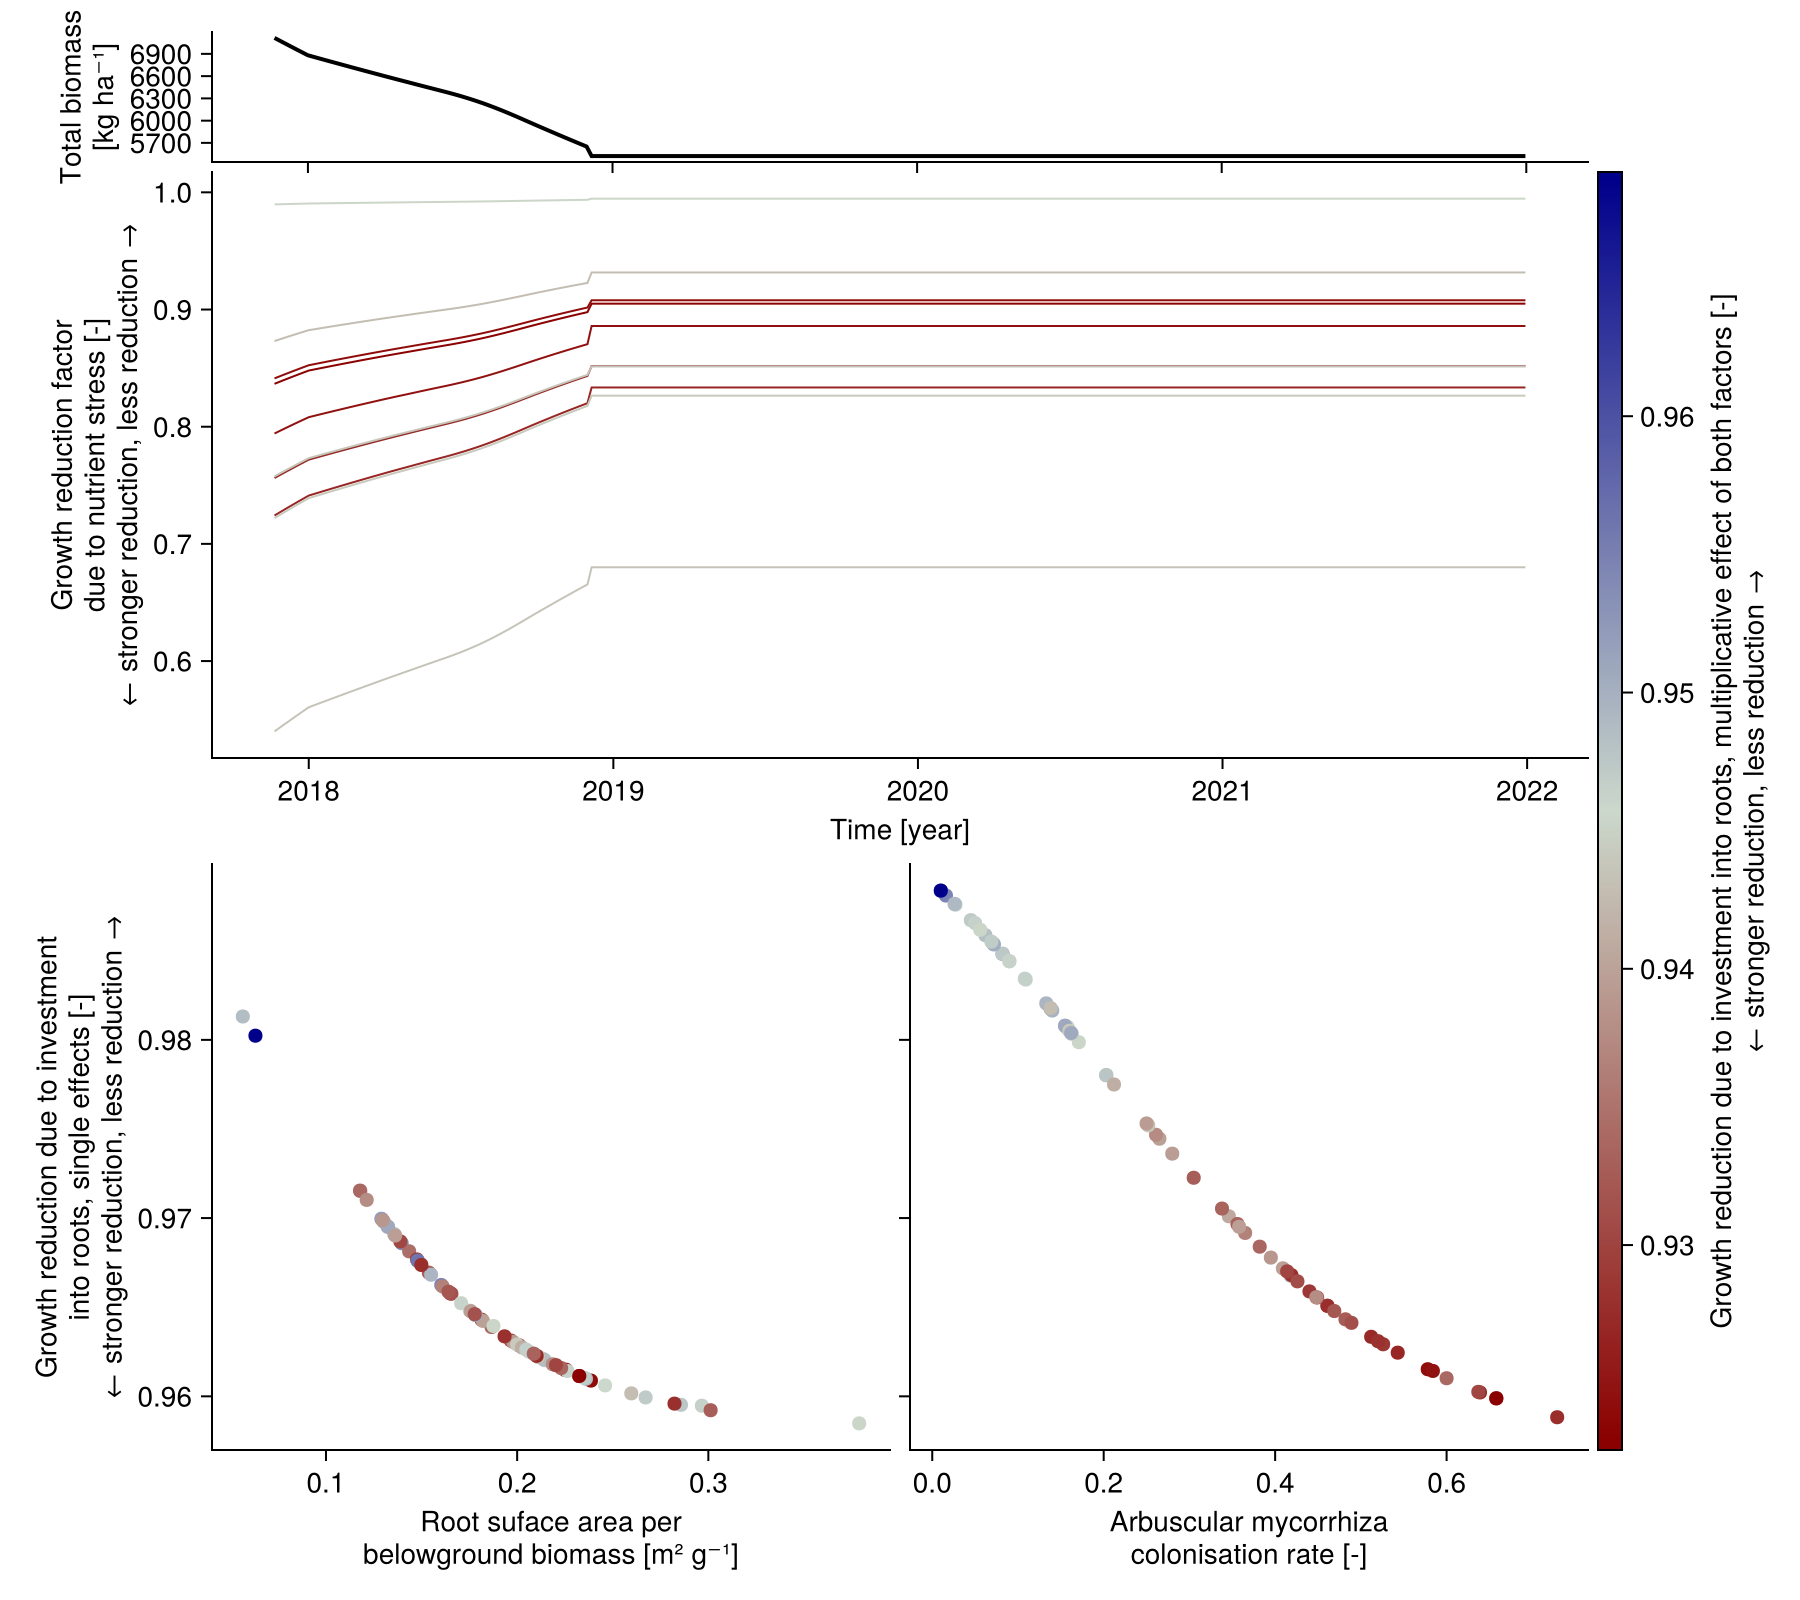 Total biomass
[kg ha⁻¹]
6900
6600
6300
6000
5700
Growth reduction factor
due to nutrient stress [-]
← stronger reduction, less reduction →
1.0
0.9
0.8
0.7
0.6
2018
2019
2020
2021
2022
Time [year]
Growth reduction due to investment
into roots, single effects [-]
← stronger reduction, less reduction →
0.98
0.97
0.96
0.1
0.2
0.3
Root suface area per
belowground biomass [m² g⁻¹]
0.0
0.2
0.4
0.6
Arbuscular mycorrhiza
colonisation rate [-]
0.96
0.95
0.94
0.93
Growth reduction due to investment into roots, multiplicative effect of both factors [-]
← stronger reduction, less reduction →